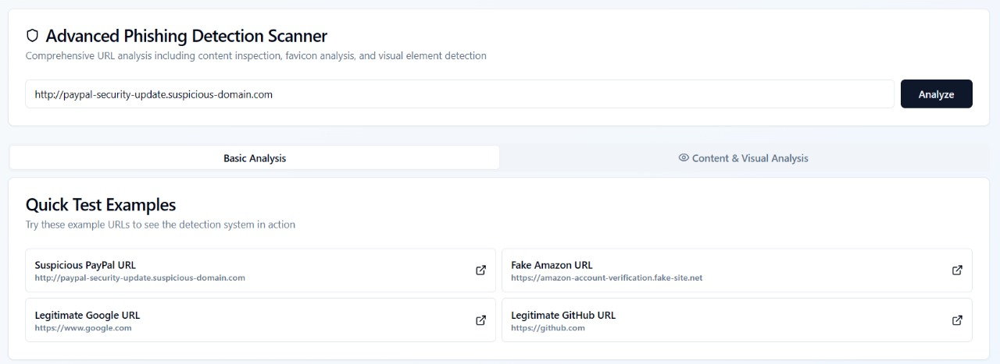 Advanced Phishing Detection Scanner
Comprehensive URL analysis including content inspection, favicon analysis, and visual element detection
http://paypal-security-update.suspicious-domain.com
Analyze
Basic Analysis
Content & Visual Analysis
Quick Test Examples
Try these example URLs to see the detection system in action
Suspicious PayPal URL
http://paypal-security-update.suspicious-domain.com
Fake Amazon URL
https://amazon-account-verification.fake-site.net
Legitimate Google URL
https://www.google.com
Legitimate GitHub URL
https://github.com